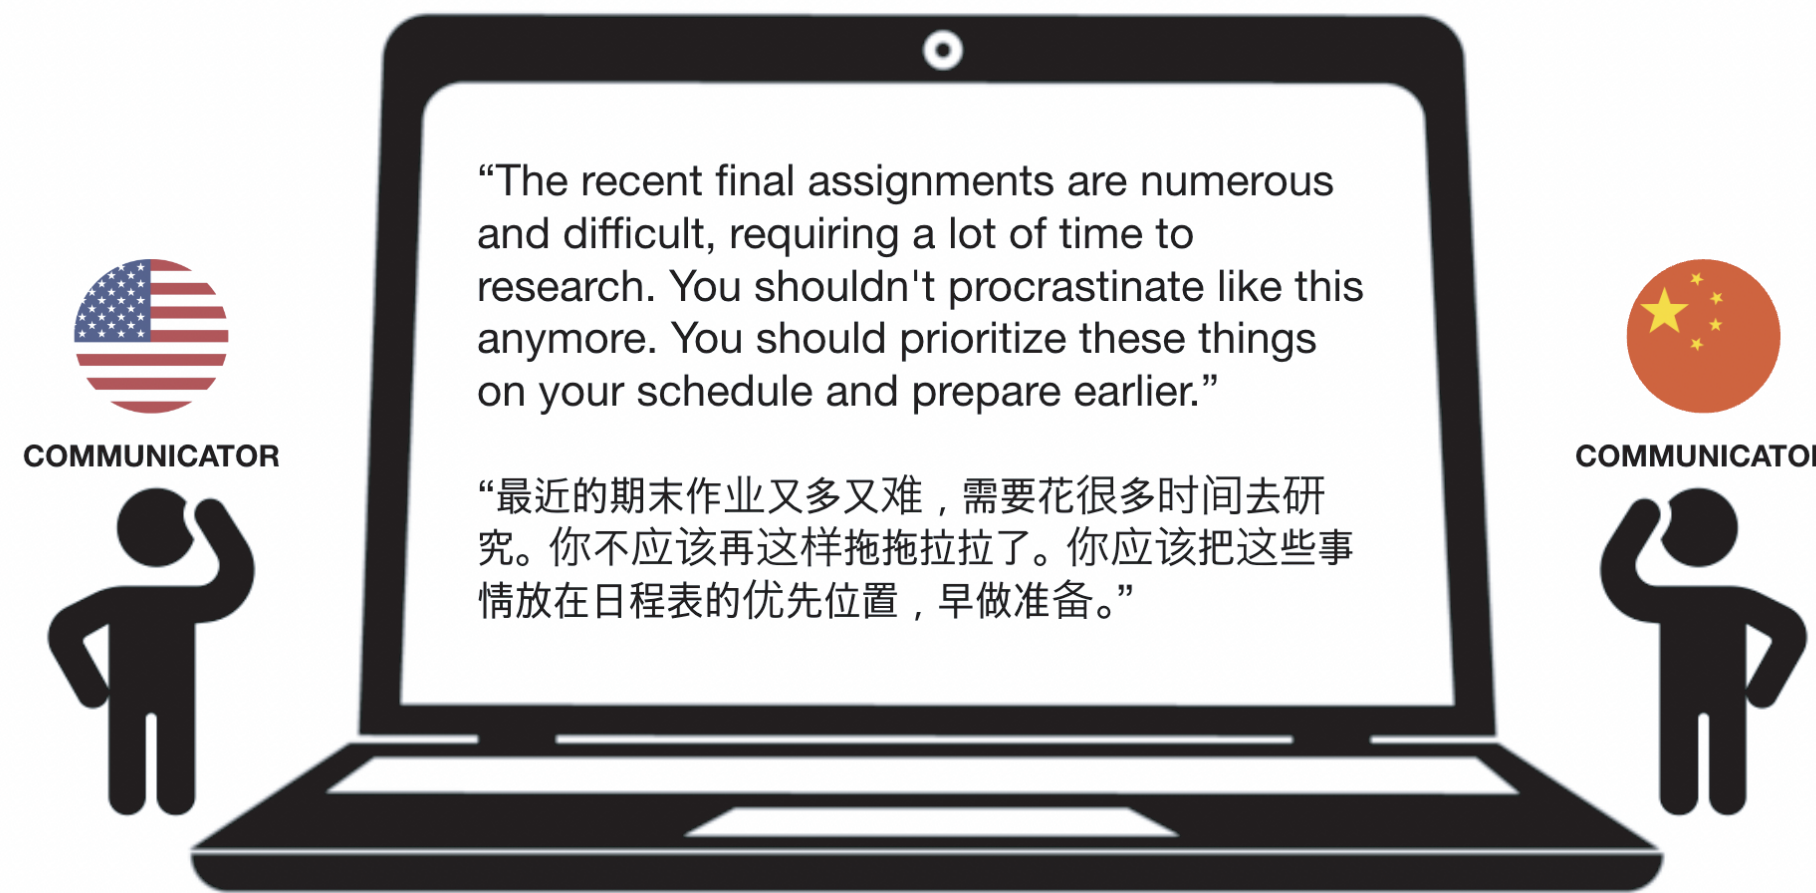 “The recent final assignments are numerous
and difficult, requiring a lot of time to
research. You shouldn't procrastinate like this
anymore. You should prioritize these things
on your schedule and prepare earlier.”
“最近的期末作业又多又难，需要花很多时间去研
究。你不应该再这样拖拖拉拉了。你应该把这些事
情放在日程表的优先位置，早做准备。”
COMMUNICATOR
COMMUNICATO